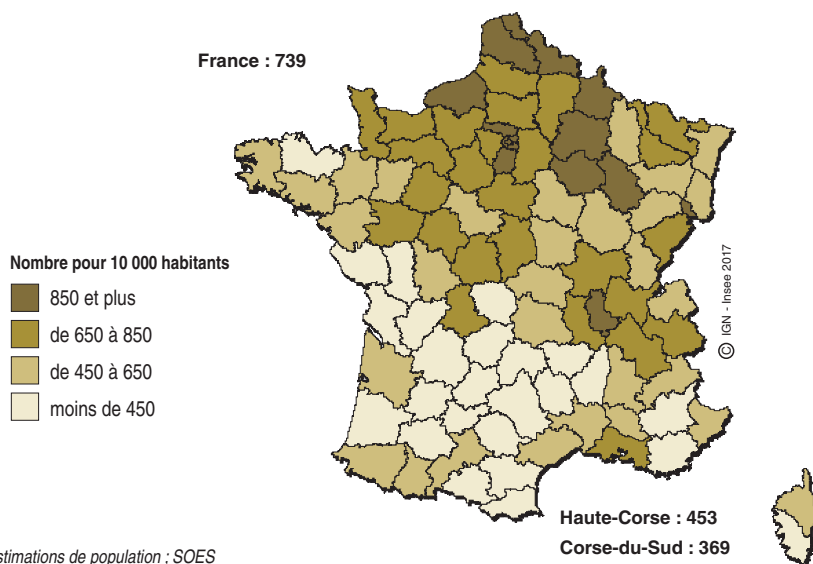 France : 739
Nombre pour 10 000 habitants
850 et plus
de 650 à 850
de 450 à 650
moins de 450
© IGN - Insee 2017
Haute-Corse : 453
Corse-du-Sud : 369
stimations de population ; SOES